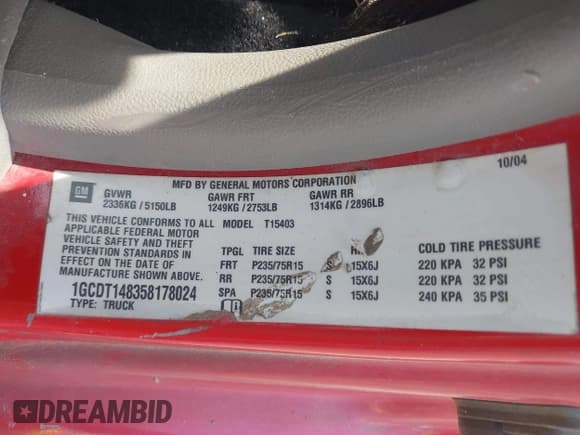 MFD BY GENERAL MOTORS CORPORATION 10/04
GM GVWR GAWR FRT GAWR RR
2336KG / 5150LB 1249KG / 2753LB 1314KG / 2896LB
THIS VEHICLE CONFORMS TO ALL MODEL T15403
APPLICABLE FEDERAL MOTOR
VEHICLE SAFETY AND THEFT
PREVENTION STANDARDS IN
EFFECT ON THE DATE OF
MANUFACTURE SHOWN ABOVE.
TPGL TIRE SIZE COLD TIRE PRESSURE
FRT P235/75R15 S 15X6J 220 KPA 32 PSI
RR P235/75R15 S 15X6J 220 KPA 32 PSI
SPA P235/75R15 S 15X6J 240 KPA 35 PSI
1GCDT148358178024
TYPE: TRUCK
DREAMBID